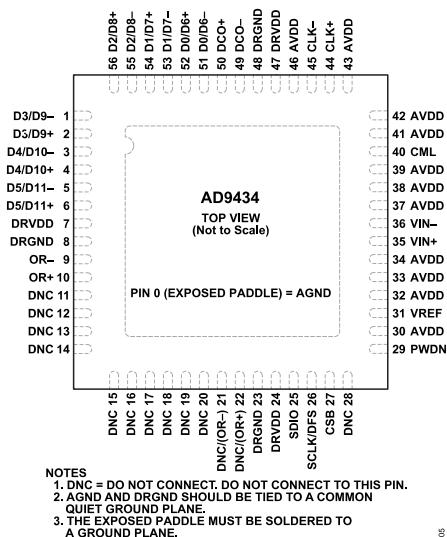 56 D2/D8+
55 D2/D8–
54 D1/D7+
53 D1/D7–
52 D0/D6+
51 D0/D6–
50 DCO+
49 DCO–
48 DRGND
47 DRVDD
46 AVDD
45 CLK–
44 CLK+
43 AVDD
D3/D9– 1
D3/D9+ 2
D4/D10– 3
D4/D10+ 4
D5/D11– 5
D5/D11+ 6
DRVDD 7
DRGND 8
OR– 9
OR+ 10
DNC 11
DNC 12
DNC 13
DNC 14
AD9434
TOP VIEW
(Not to Scale)
PIN 0 (EXPOSED PADDLE) = AGND
42 AVDD
41 AVDD
40 CML
39 AVDD
38 AVDD
37 AVDD
36 VIN–
35 VIN+
34 AVDD
33 AVDD
32 AVDD
31 VREF
30 AVDD
29 PWDN
DNC 15
DNC 16
DNC 17
DNC 18
DNC 19
DNC 20
DNC/(OR–) 21
DNC/(OR+) 22
DRGND 23
DRVDD 24
SDIO 25
SCLK/DFS 26
CSB 27
DNC 28
NOTES
1. DNC = DO NOT CONNECT. DO NOT CONNECT TO THIS PIN.
2. AGND AND DRGND SHOULD BE TIED TO A COMMON
QUIET GROUND PLANE.
3. THE EXPOSED PADDLE MUST BE SOLDERED TO
A GROUND PLANE.